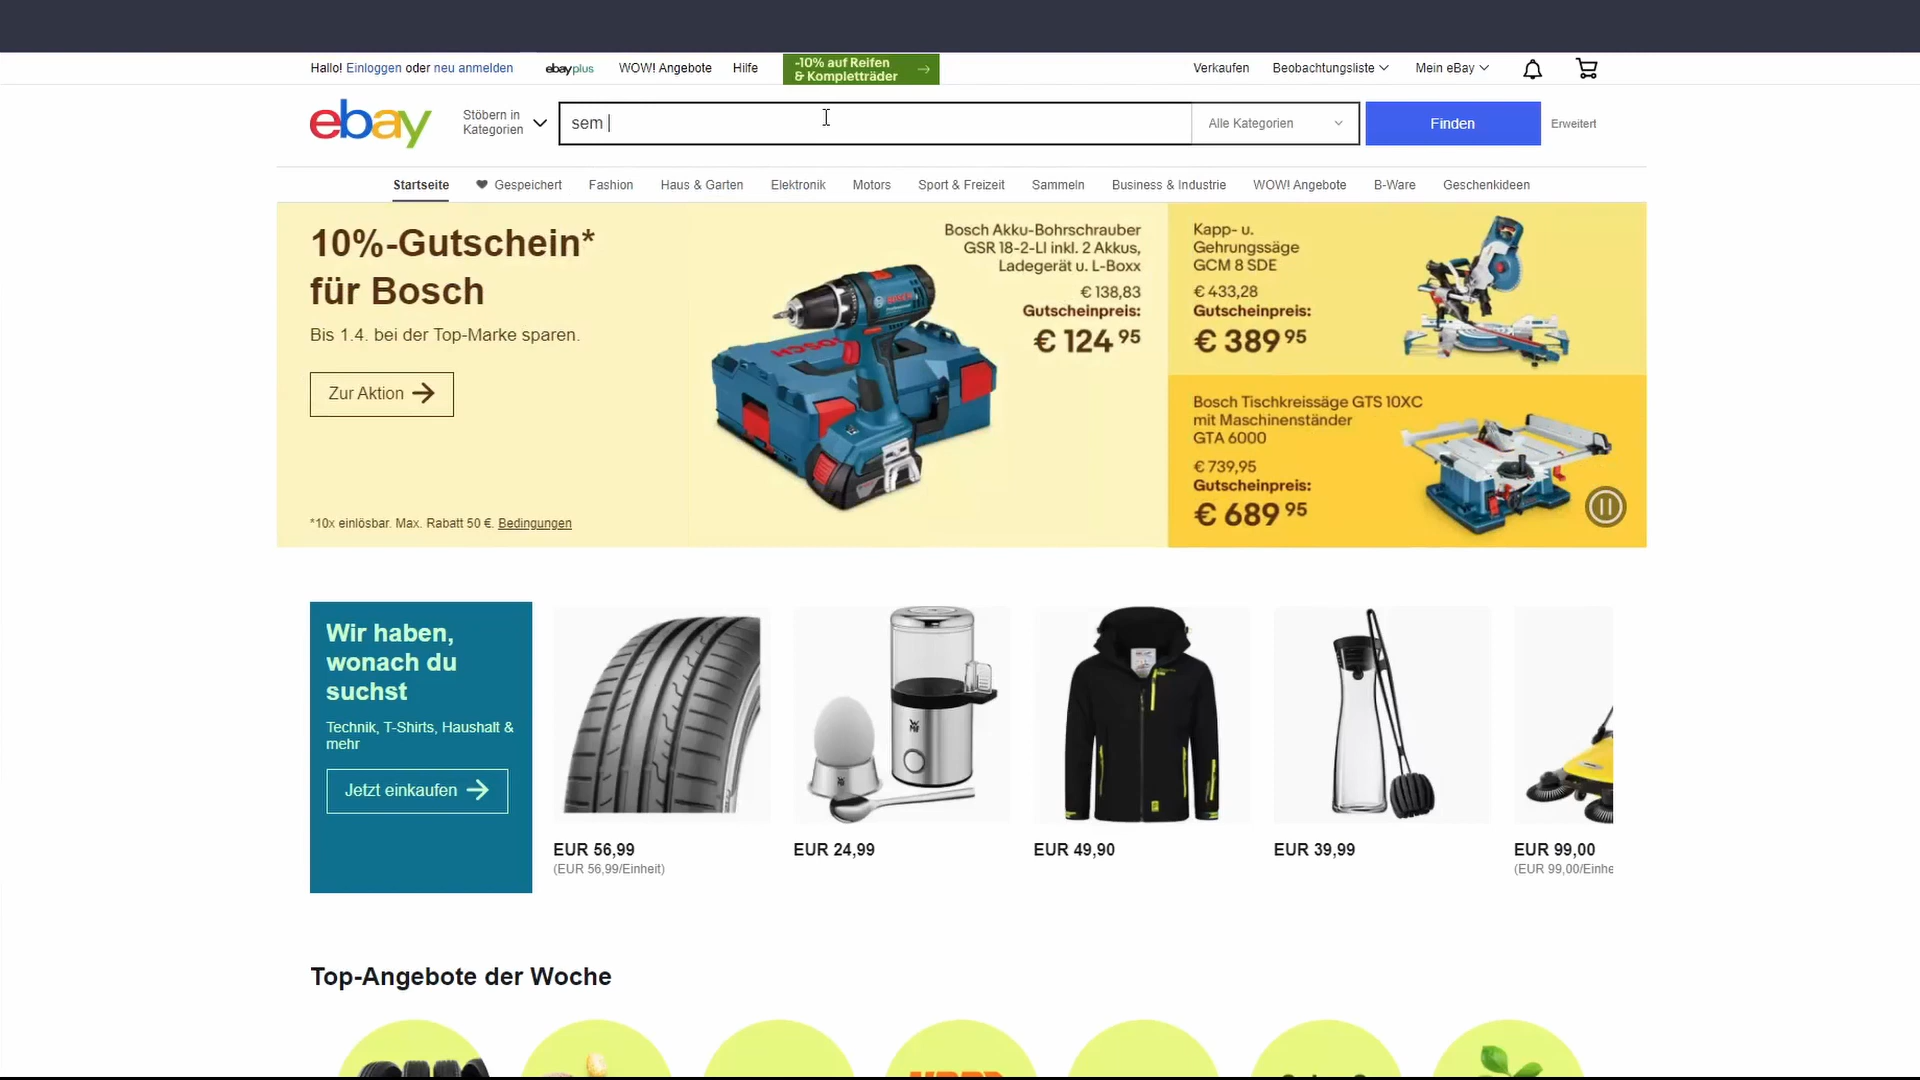 Hallo! Einloggen oder neu anmelden
ebayplus
WOW! Angebote
Hilfe
-10% auf Reifen
& Kompletträder
Verkaufen
Beobachtungsliste
Mein eBay
ebay
Stöbern in
Kategorien
sem
Alle Kategorien
Finden
Erweitert
Startseite
Gespeichert
Fashion
Haus & Garten
Elektronik
Motors
Sport & Freizeit
Sammeln
Business & Industrie
WOW! Angebote
B-Ware
Geschenkideen
10%-Gutschein*
für Bosch
Bis 1.4. bei der Top-Marke sparen.
Zur Aktion
*10x einlösbar. Max. Rabatt 50 €. Bedingungen
Bosch Akku-Bohrschrauber
GSR 18-2-LI inkl. 2 Akkus,
Ladegerät u. L-Boxx
€ 138,83
Gutscheinpreis:
€ 124 95
BOSCH
BOSCH
Kapp- u.
Gehrungssäge
GCM 8 SDE
€ 433,28
Gutscheinpreis:
€ 389 95
Bosch Tischkreissäge GTS 10XC
mit Maschinenständer
GTA 6000
€ 739,95
Gutscheinpreis:
€ 689 95
Wir haben,
wonach du
suchst
Technik, T-Shirts, Haushalt &
mehr
Jetzt einkaufen
WMF
EUR 56,99
(EUR 56,99/Einheit)
EUR 24,99
EUR 49,90
EUR 39,99
EUR 99,00
(EUR 99,00/Einhe
Top-Angebote der Woche